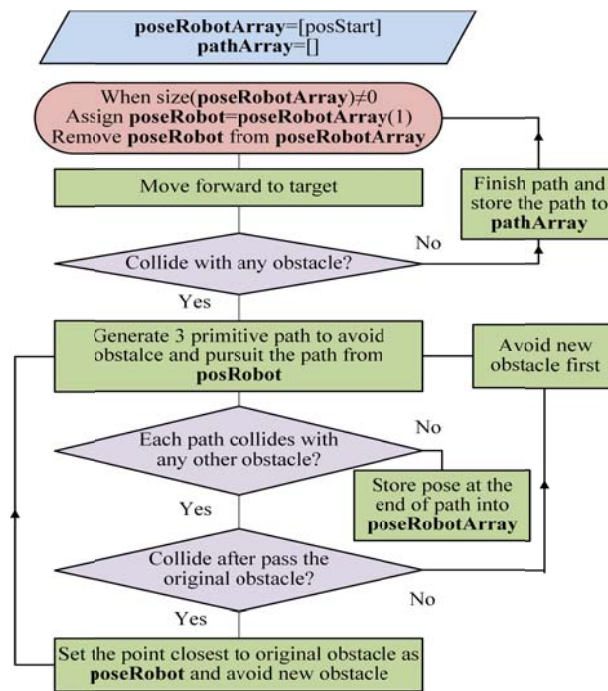 poseRobotArray=[posStart]
pathArray=[]
When size(poseRobotArray)≠0
Assign poseRobot=poseRobotArray(1)
Remove poseRobot from poseRobotArray
Move forward to target
Finish path and
store the path to
pathArray
No
Collide with any obstacle?
Yes
Generate 3 primitive path to avoid
obstalce and pursuit the path from
posRobot
Avoid new
obstacle first
No
Each path collides with
any other obstacle?
Store pose at the
end of path into
poseRobotArray
Yes
Collide after pass the
original obstacle?
No
Yes
Set the point closest to original obstacle as
poseRobot and avoid new obstacle